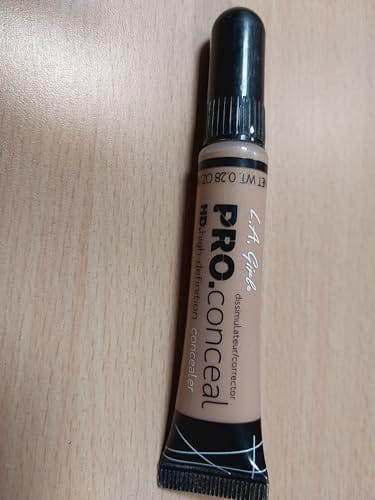 L.A. Girl
dissimulateur/corrector
PRO.conceal
HD.high-definition concealer
NET WT. 0.28 OZ